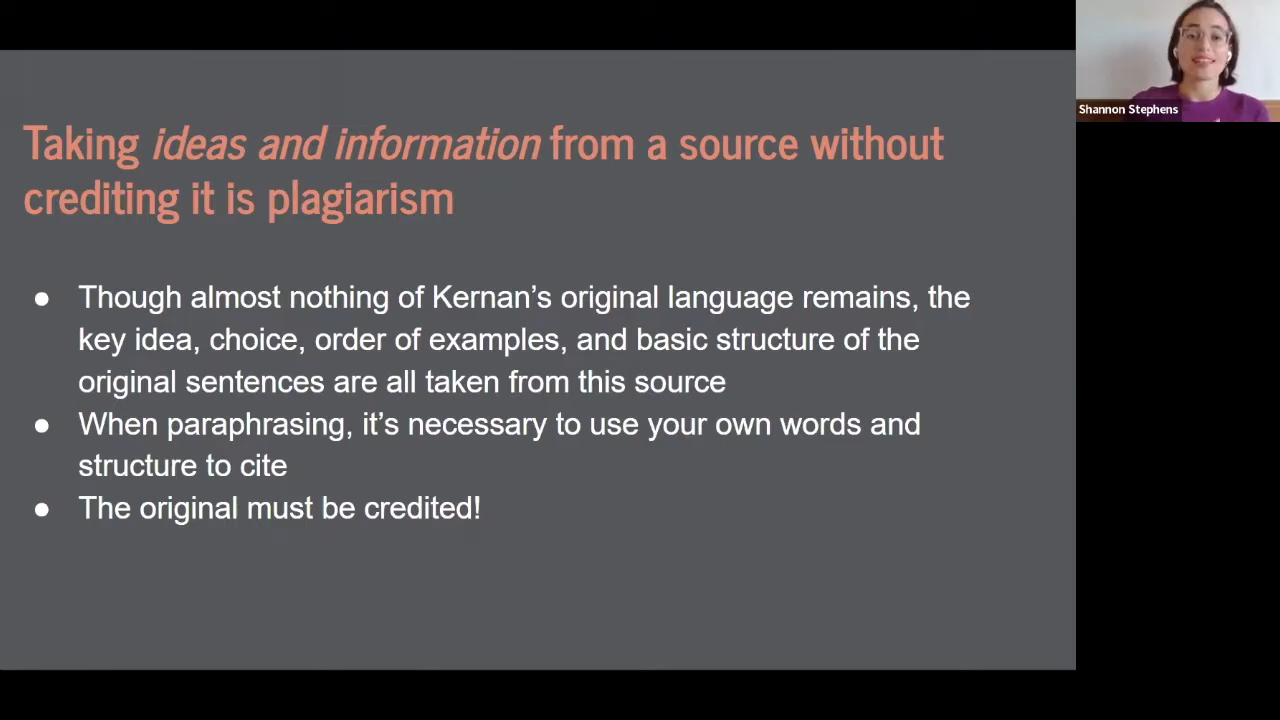 Taking ideas and information from a source without
crediting it is plagiarism
● Though almost nothing of Kernan’s original language remains, the
key idea, choice, order of examples, and basic structure of the
original sentences are all taken from this source
● When paraphrasing, it’s necessary to use your own words and
structure to cite
● The original must be credited!
Shannon Stephens